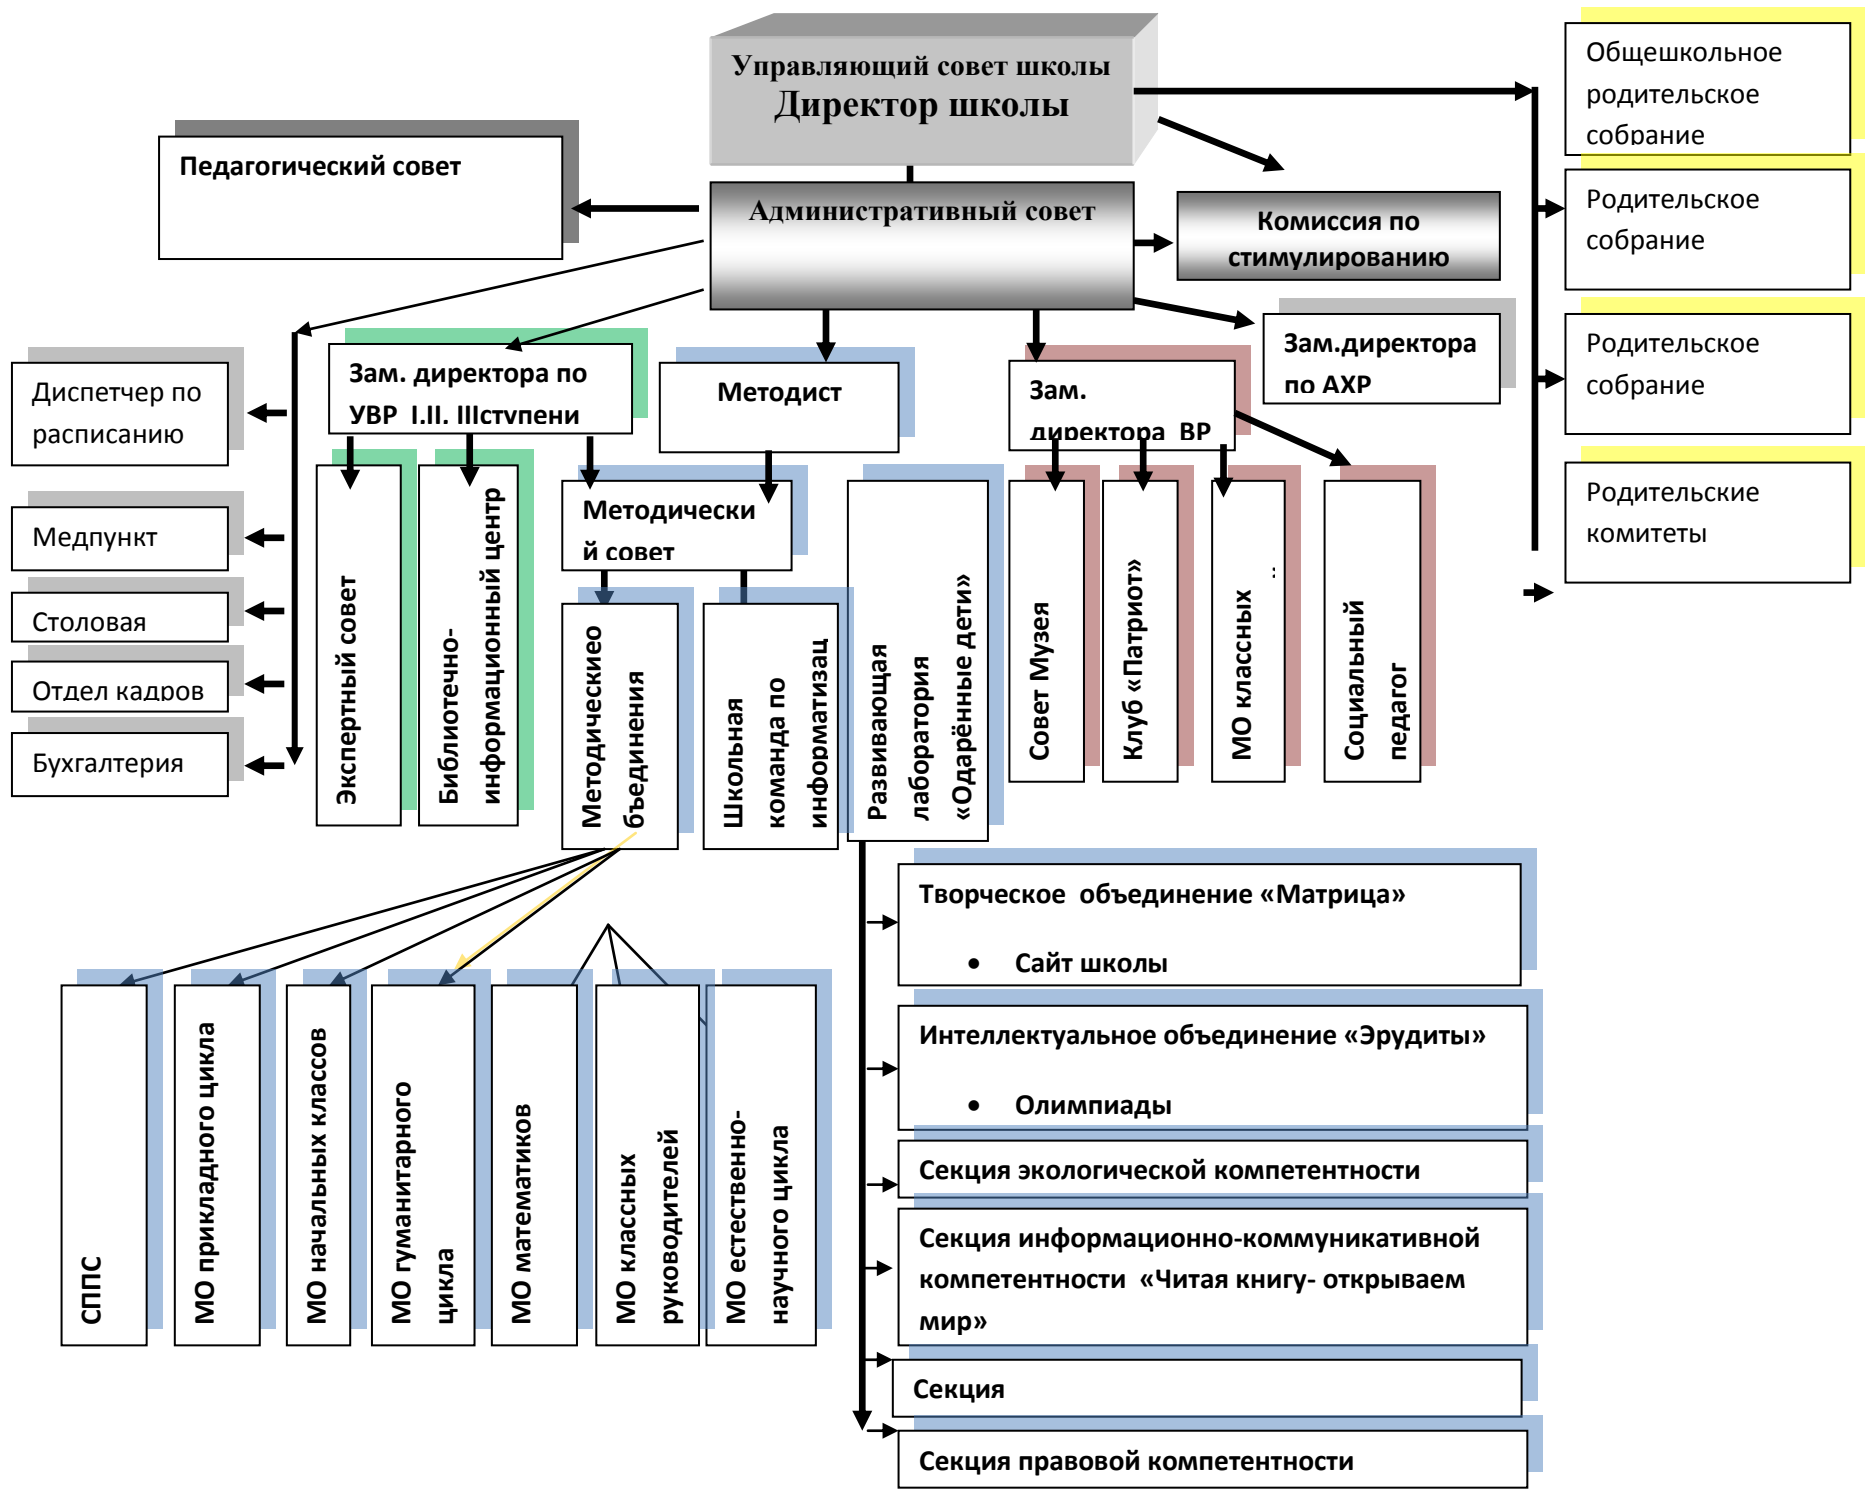 Управляющий совет школы
Директор школы
Общешкольное
родительское
собрание
Педагогический совет
Административный совет
Комиссия по
стимулированию
Родительское
собрание
Зам.директора
по АХР
Родительское
собрание
Зам. директора по
УВР I.II. IIIступени
Методист
Зам.
директора ВР
Диспетчер по
расписанию
Родительские
комитеты
Медпункт
Столовая
Отдел кадров
Бухгалтерия
Экспертный совет
Библиотечно-
информационный центр
Методически
й совет
Методическиео
бъединения
Школьная
команда по
информатизац
Развивающая
лаборатория
«Одарённые дети»
Совет Музея
Клуб «Патриот»
МО классных
Социальный
педагог
Творческое объединение «Матрица»
• Сайт школы
Интеллектуальное объединение «Эрудиты»
• Олимпиады
Секция экологической компетентности
Секция информационно-коммуникативной
компетентности «Читая книгу- открываем
мир»
Секция
Секция правовой компетентности
СППС
МО прикладного цикла
МО начальных классов
МО гуманитарного
цикла
МО математиков
МО классных
руководителей
МО естественно-
научного цикла